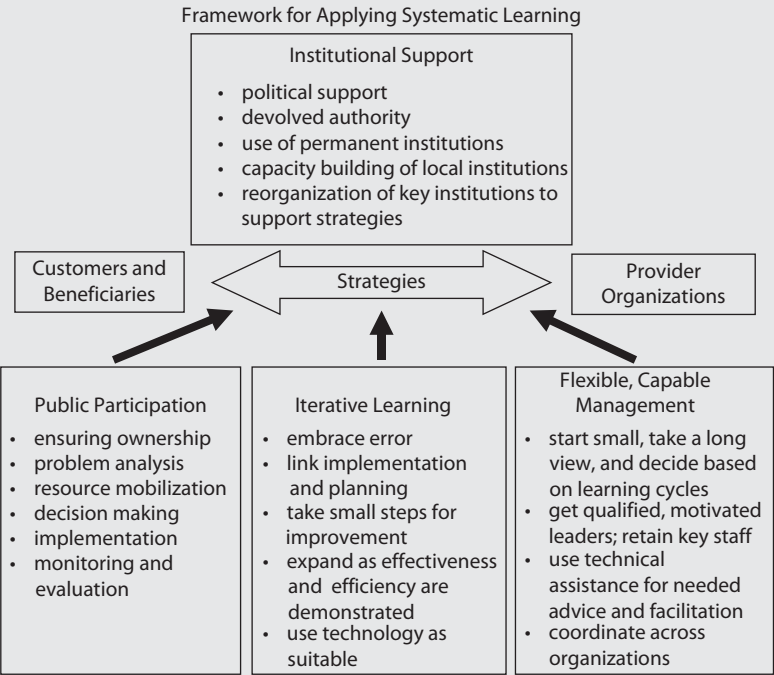 Framework for Applying Systematic Learning
Institutional Support
• political support
• devolved authority
• use of permanent institutions
• capacity building of local institutions
• reorganization of key institutions to
support strategies
Customers and
Beneficiaries
Strategies
Provider
Organizations
Public Participation
• ensuring ownership
• problem analysis
• resource mobilization
• decision making
• implementation
• monitoring and
evaluation
Iterative Learning
• embrace error
• link implementation
and planning
• take small steps for
improvement
• expand as effectiveness
and efficiency are
demonstrated
• use technology as
suitable
Flexible, Capable
Management
• start small, take a long
view, and decide based
on learning cycles
• get qualified, motivated
leaders; retain key staff
• use technical
assistance for needed
advice and facilitation
• coordinate across
organizations